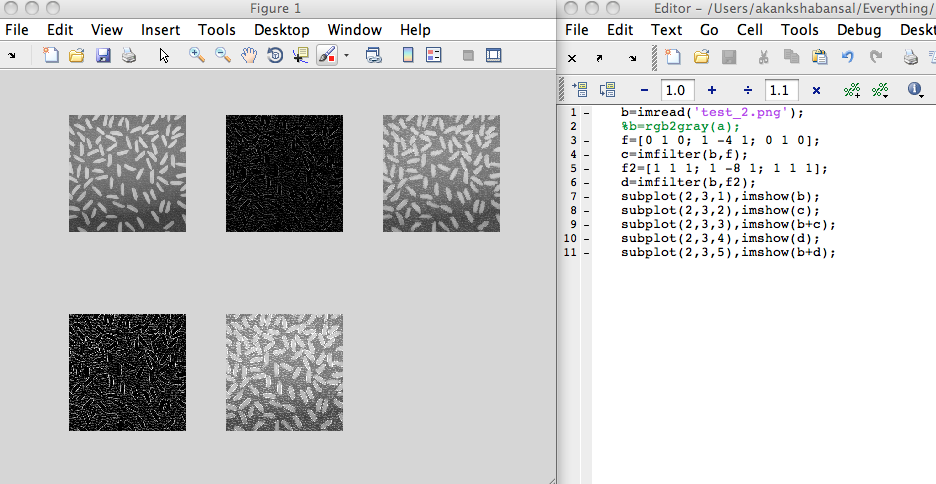 Figure 1
File Edit View Insert Tools Desktop Window Help
Editor – /Users/akankshabansal/Everything/
File Edit Text Go Cell Tools Debug Deskt
1.0
1.1
1 – b=imread('test_2.png');
2 %b=rgb2gray(a);
3 – f=[0 1 0; 1 -4 1; 0 1 0];
4 – c=imfilter(b,f);
5 – f2=[1 1 1; 1 -8 1; 1 1 1];
6 – d=imfilter(b,f2);
7 – subplot(2,3,1),imshow(b);
8 – subplot(2,3,2),imshow(c);
9 – subplot(2,3,3),imshow(b+c);
10 – subplot(2,3,4),imshow(d);
11 – subplot(2,3,5),imshow(b+d);